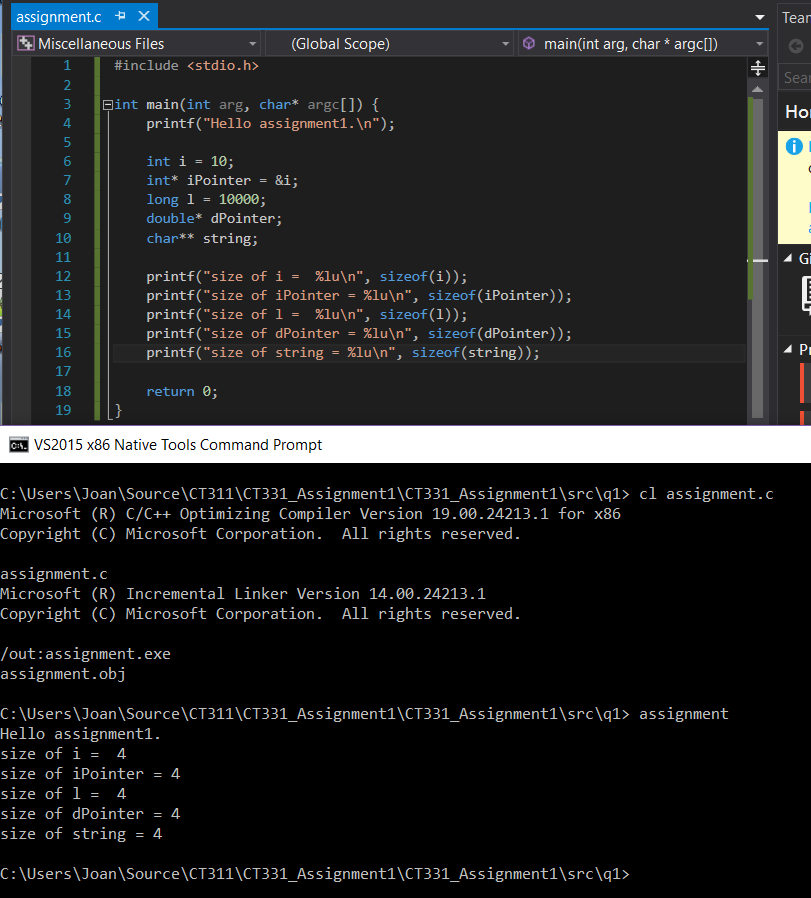 assignment.c
Team
Miscellaneous Files
(Global Scope)
main(int arg, char * argc[])
Sear
Ho
1 #include <stdio.h>
2
3 int main(int arg, char* argc[]) {
4 printf("Hello assignment1.\n");
5
6 int i = 10;
7 int* iPointer = &i;
8 long l = 10000;
9 double* dPointer;
10 char** string;
11
12 printf("size of i =  %lu\n", sizeof(i));
13 printf("size of iPointer = %lu\n", sizeof(iPointer));
14 printf("size of l =  %lu\n", sizeof(l));
15 printf("size of dPointer = %lu\n", sizeof(dPointer));
16 printf("size of string = %lu\n", sizeof(string));
17
18 return 0;
19 }
Gi
Pr
VS2015 x86 Native Tools Command Prompt
C:\Users\Joan\Source\CT311\CT331_Assignment1\CT331_Assignment1\src\q1> cl assignment.c
Microsoft (R) C/C++ Optimizing Compiler Version 19.00.24213.1 for x86
Copyright (C) Microsoft Corporation.  All rights reserved.
assignment.c
Microsoft (R) Incremental Linker Version 14.00.24213.1
Copyright (C) Microsoft Corporation.  All rights reserved.
/out:assignment.exe
assignment.obj
C:\Users\Joan\Source\CT311\CT331_Assignment1\CT331_Assignment1\src\q1> assignment
Hello assignment1.
size of i =  4
size of iPointer = 4
size of l =  4
size of dPointer = 4
size of string = 4
C:\Users\Joan\Source\CT311\CT331_Assignment1\CT331_Assignment1\src\q1>